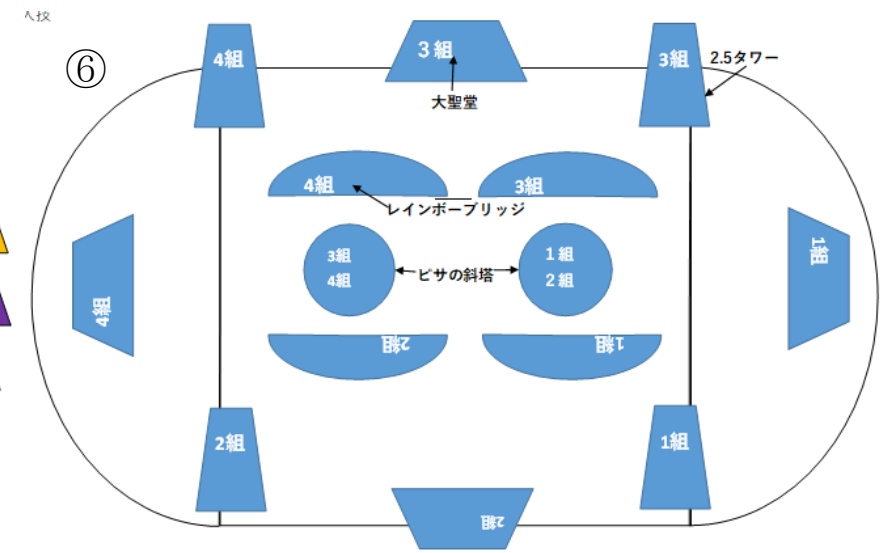 ⑥
4組
3組
3組
2.5タワー
大聖堂
4組
3組
レインボーブリッジ
3組
4組
ピサの斜塔
1組
2組
4組
1組
2組
1組
2組
1組
2組